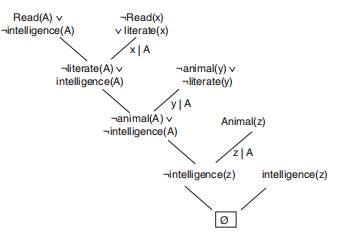 Read(A) ∨ ¬Read(x)
¬intelligence(A) ∨ literate(x)
x | A
¬literate(A) ∨ ¬animal(y) ∨
intelligence(A) ¬literate(y)
y | A
¬animal(A) ∨ Animal(z)
¬intelligence(A)
z | A
¬intelligence(z) intelligence(z)
Ø